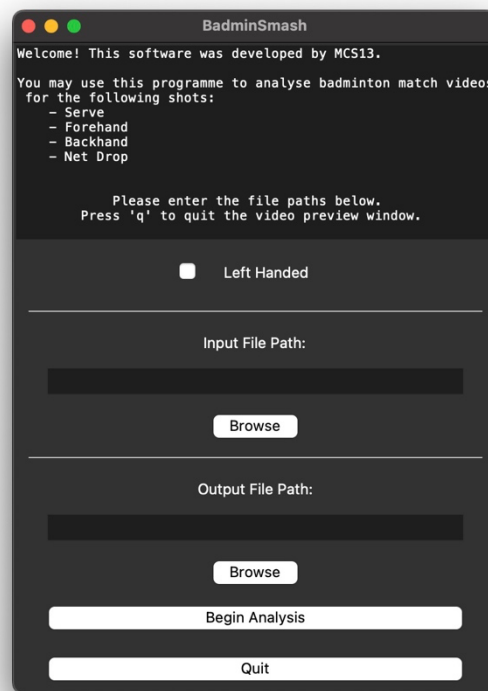 BadminSmash
Welcome! This software was developed by MCS13.
You may use this programme to analyse badminton match videos
for the following shots:
- Serve
- Forehand
- Backhand
- Net Drop
Please enter the file paths below.
Press 'q' to quit the video preview window.
Left Handed
Input File Path:
Browse
Output File Path:
Browse
Begin Analysis
Quit